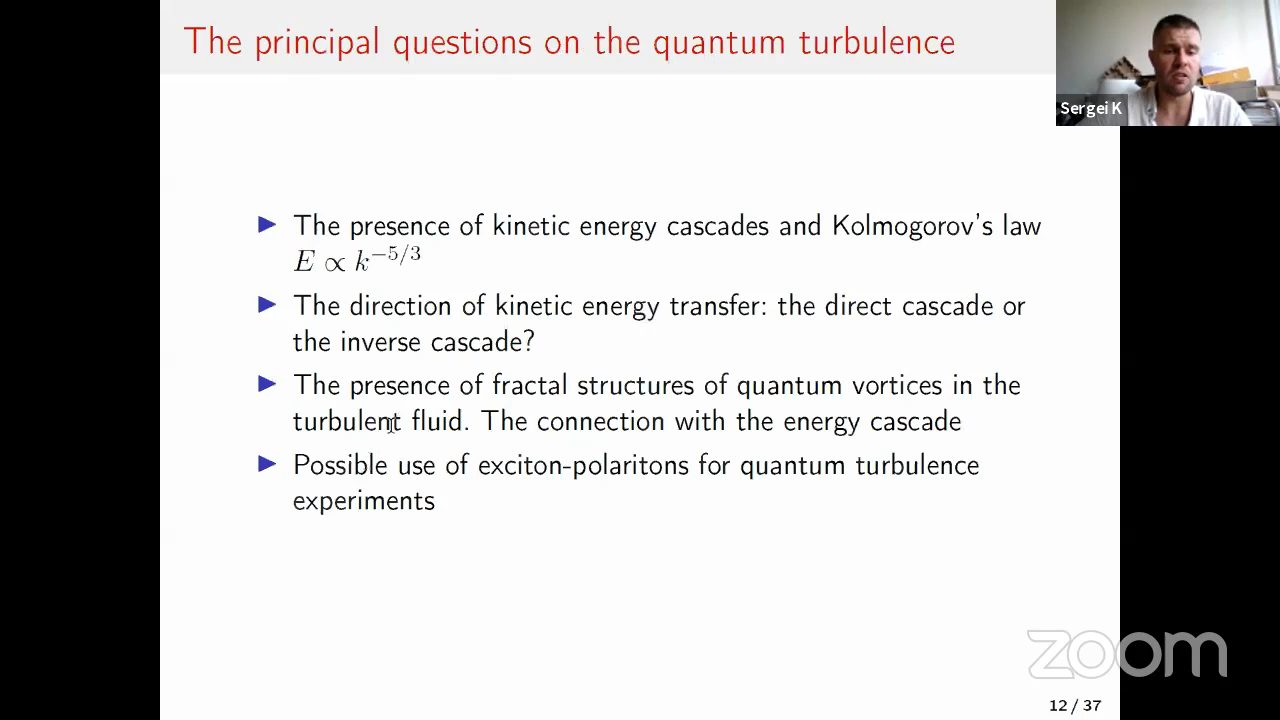 The principal questions on the quantum turbulence
Sergei K
▶ The presence of kinetic energy cascades and Kolmogorov's law
E ∝ k^{-5/3}
▶ The direction of kinetic energy transfer: the direct cascade or
the inverse cascade?
▶ The presence of fractal structures of quantum vortices in the
turbulent fluid. The connection with the energy cascade
▶ Possible use of exciton-polaritons for quantum turbulence
experiments
zoom
12 / 37